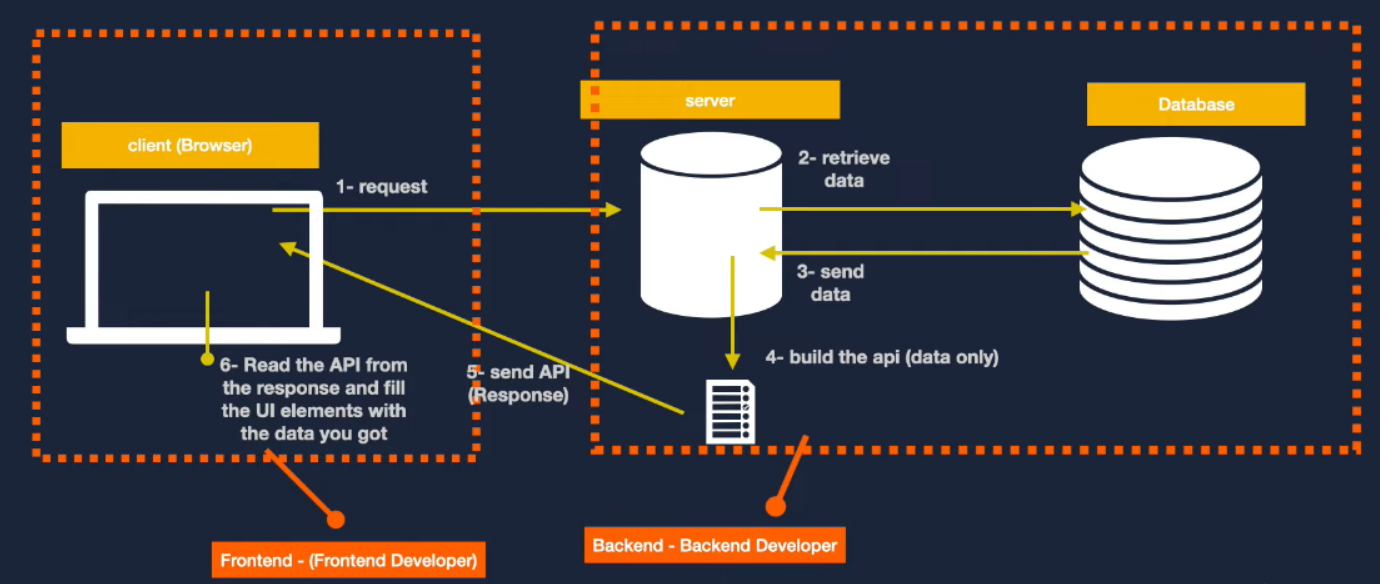 server
Database
client (Browser)
1- request
2- retrieve
data
3- send
data
4- build the api (data only)
5- send API
(Response)
6- Read the API from
the response and fill
the UI elements with
the data you got
Frontend - (Frontend Developer)
Backend - Backend Developer